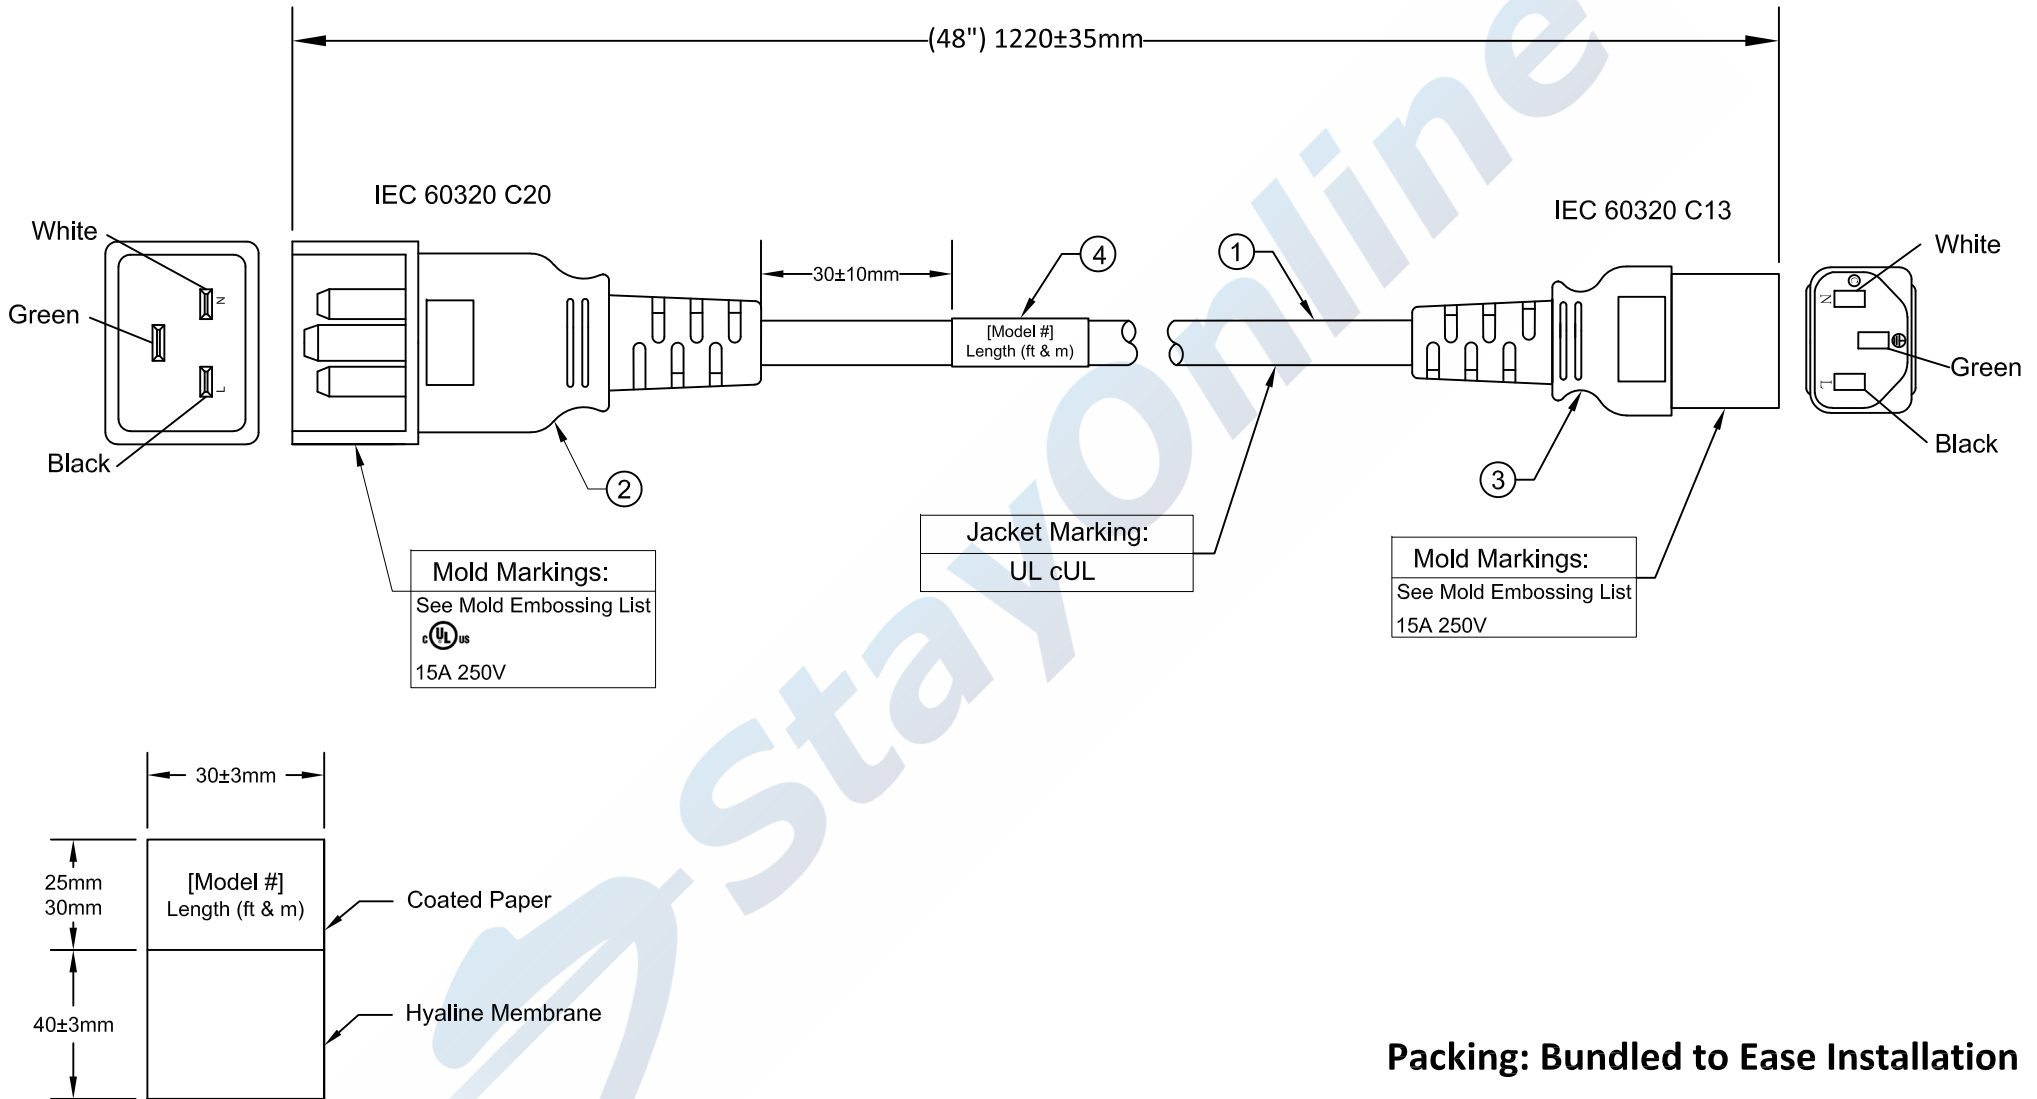 (48") 1220±35mm
IEC 60320 C20
IEC 60320 C13
White
Green
Black
N
L
30±10mm
4
1
[Model #]
Length (ft & m)
White
Green
Black
N
L
2
3
Mold Markings:
See Mold Embossing List
c UL us
15A 250V
Jacket Marking:
UL cUL
Mold Markings:
See Mold Embossing List
15A 250V
StayOnline
30±3mm
25mm
30mm
[Model #]
Length (ft & m)
Coated Paper
40±3mm
Hyaline Membrane
Packing: Bundled to Ease Installation